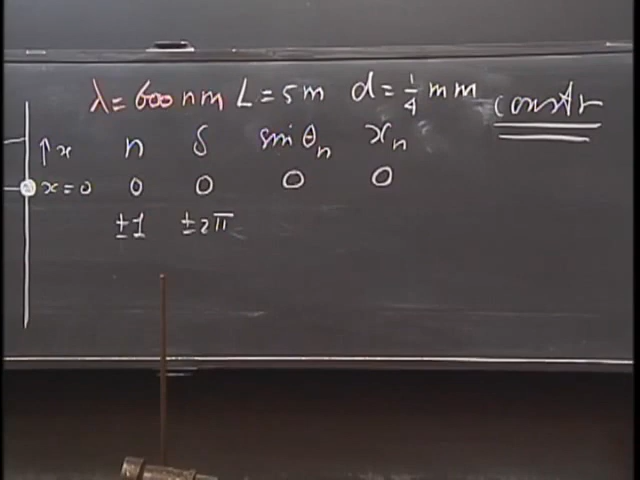 λ = 600 nm L = 5 m d = 1/4 mm constr
↑x n δ sin θn xn
x = 0 0 0 0 0
±1 ±2π